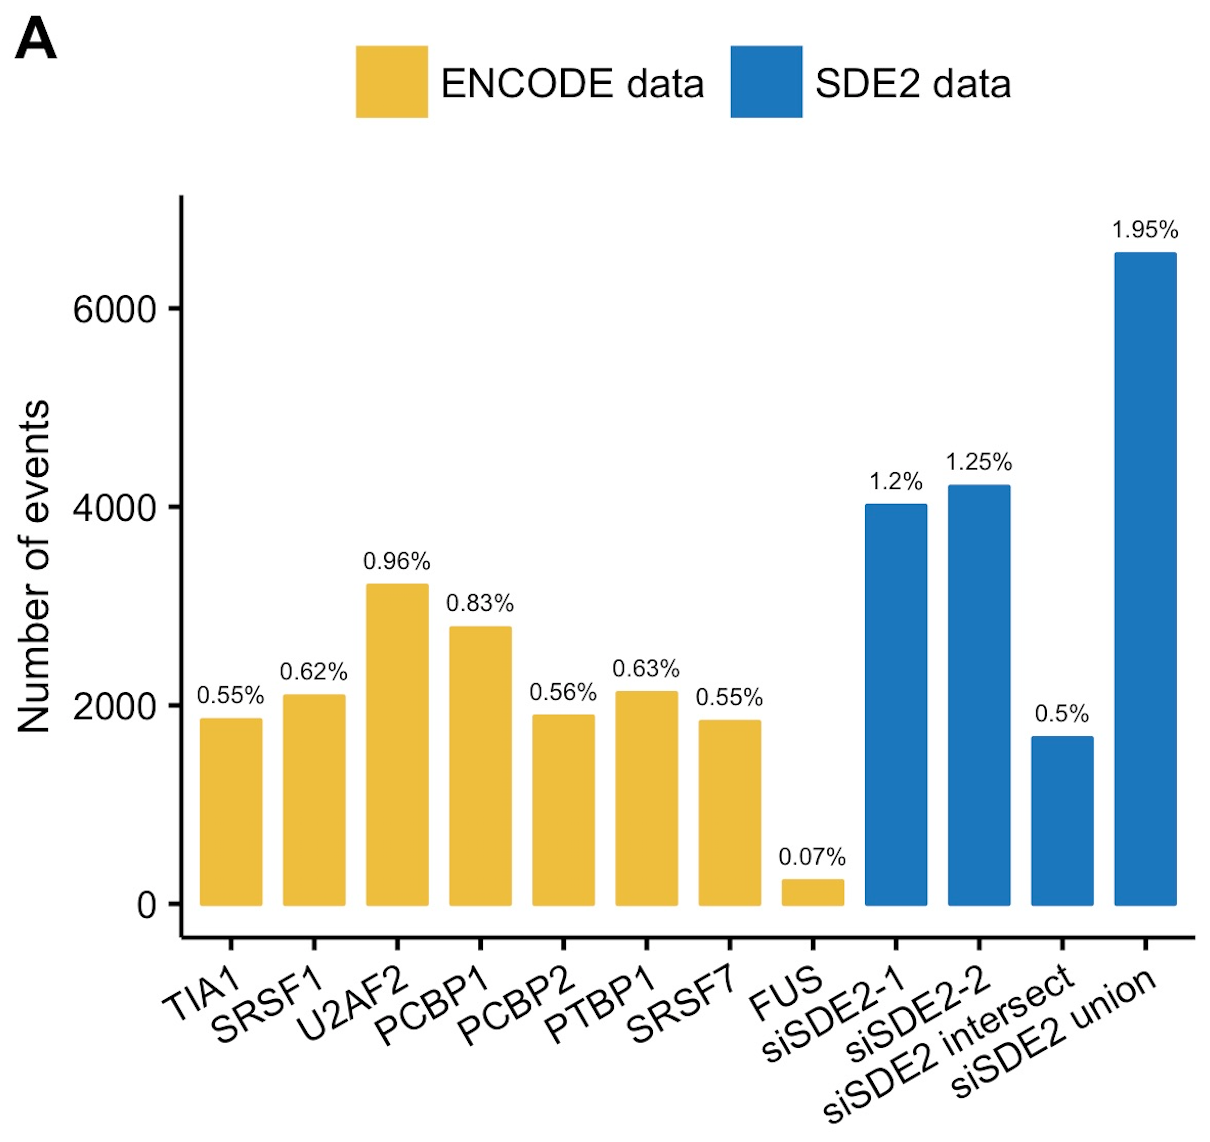 A
ENCODE data
SDE2 data
Number of events
6000
4000
2000
0
0.55%
0.62%
0.96%
0.83%
0.56%
0.63%
0.55%
0.07%
1.2%
1.25%
0.5%
1.95%
TIA1
SRSF1
U2AF2
PCBP1
PCBP2
PTBP1
SRSF7
FUS
siSDE2-1
siSDE2-2
siSDE2 intersect
siSDE2 union